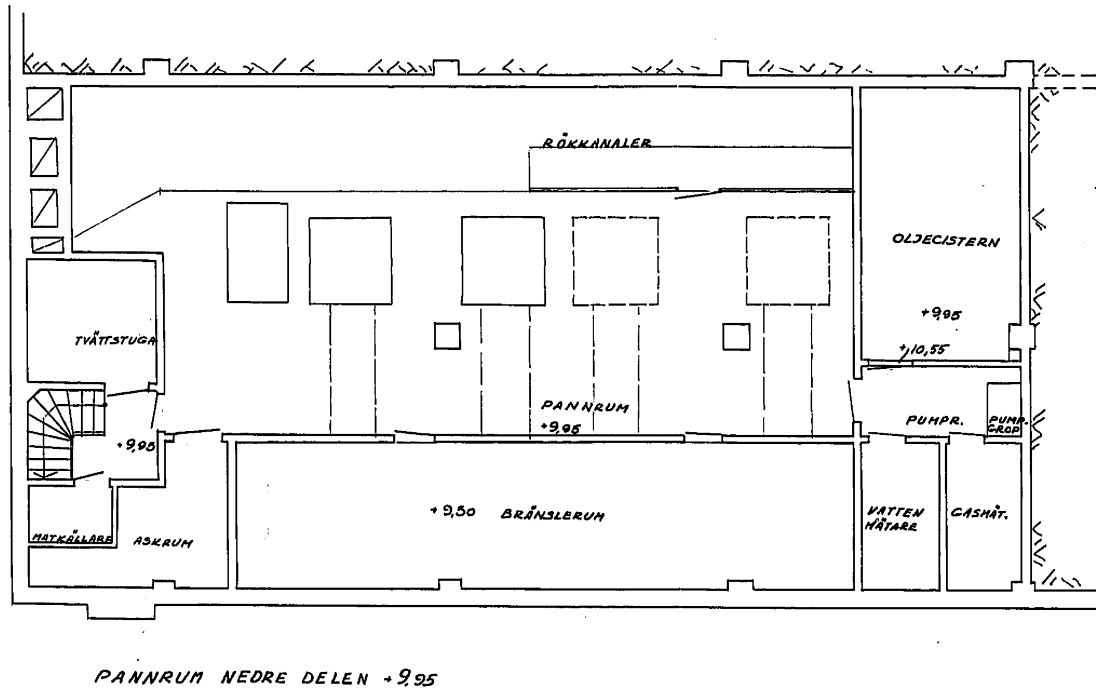 RÖKKANALER
OLJECISTERN
+9,95
+10,55
TVÄTTSTUGA
PANNRUM
+9,95
PUMPR.
PUMP-
GROP
+9,95
+9,50 BRÄNSLERUM
VATTEN
MÄTARE
GASMÄT.
MATKÄLLARE
ASKRUM
PANNRUM NEDRE DELEN +9,95